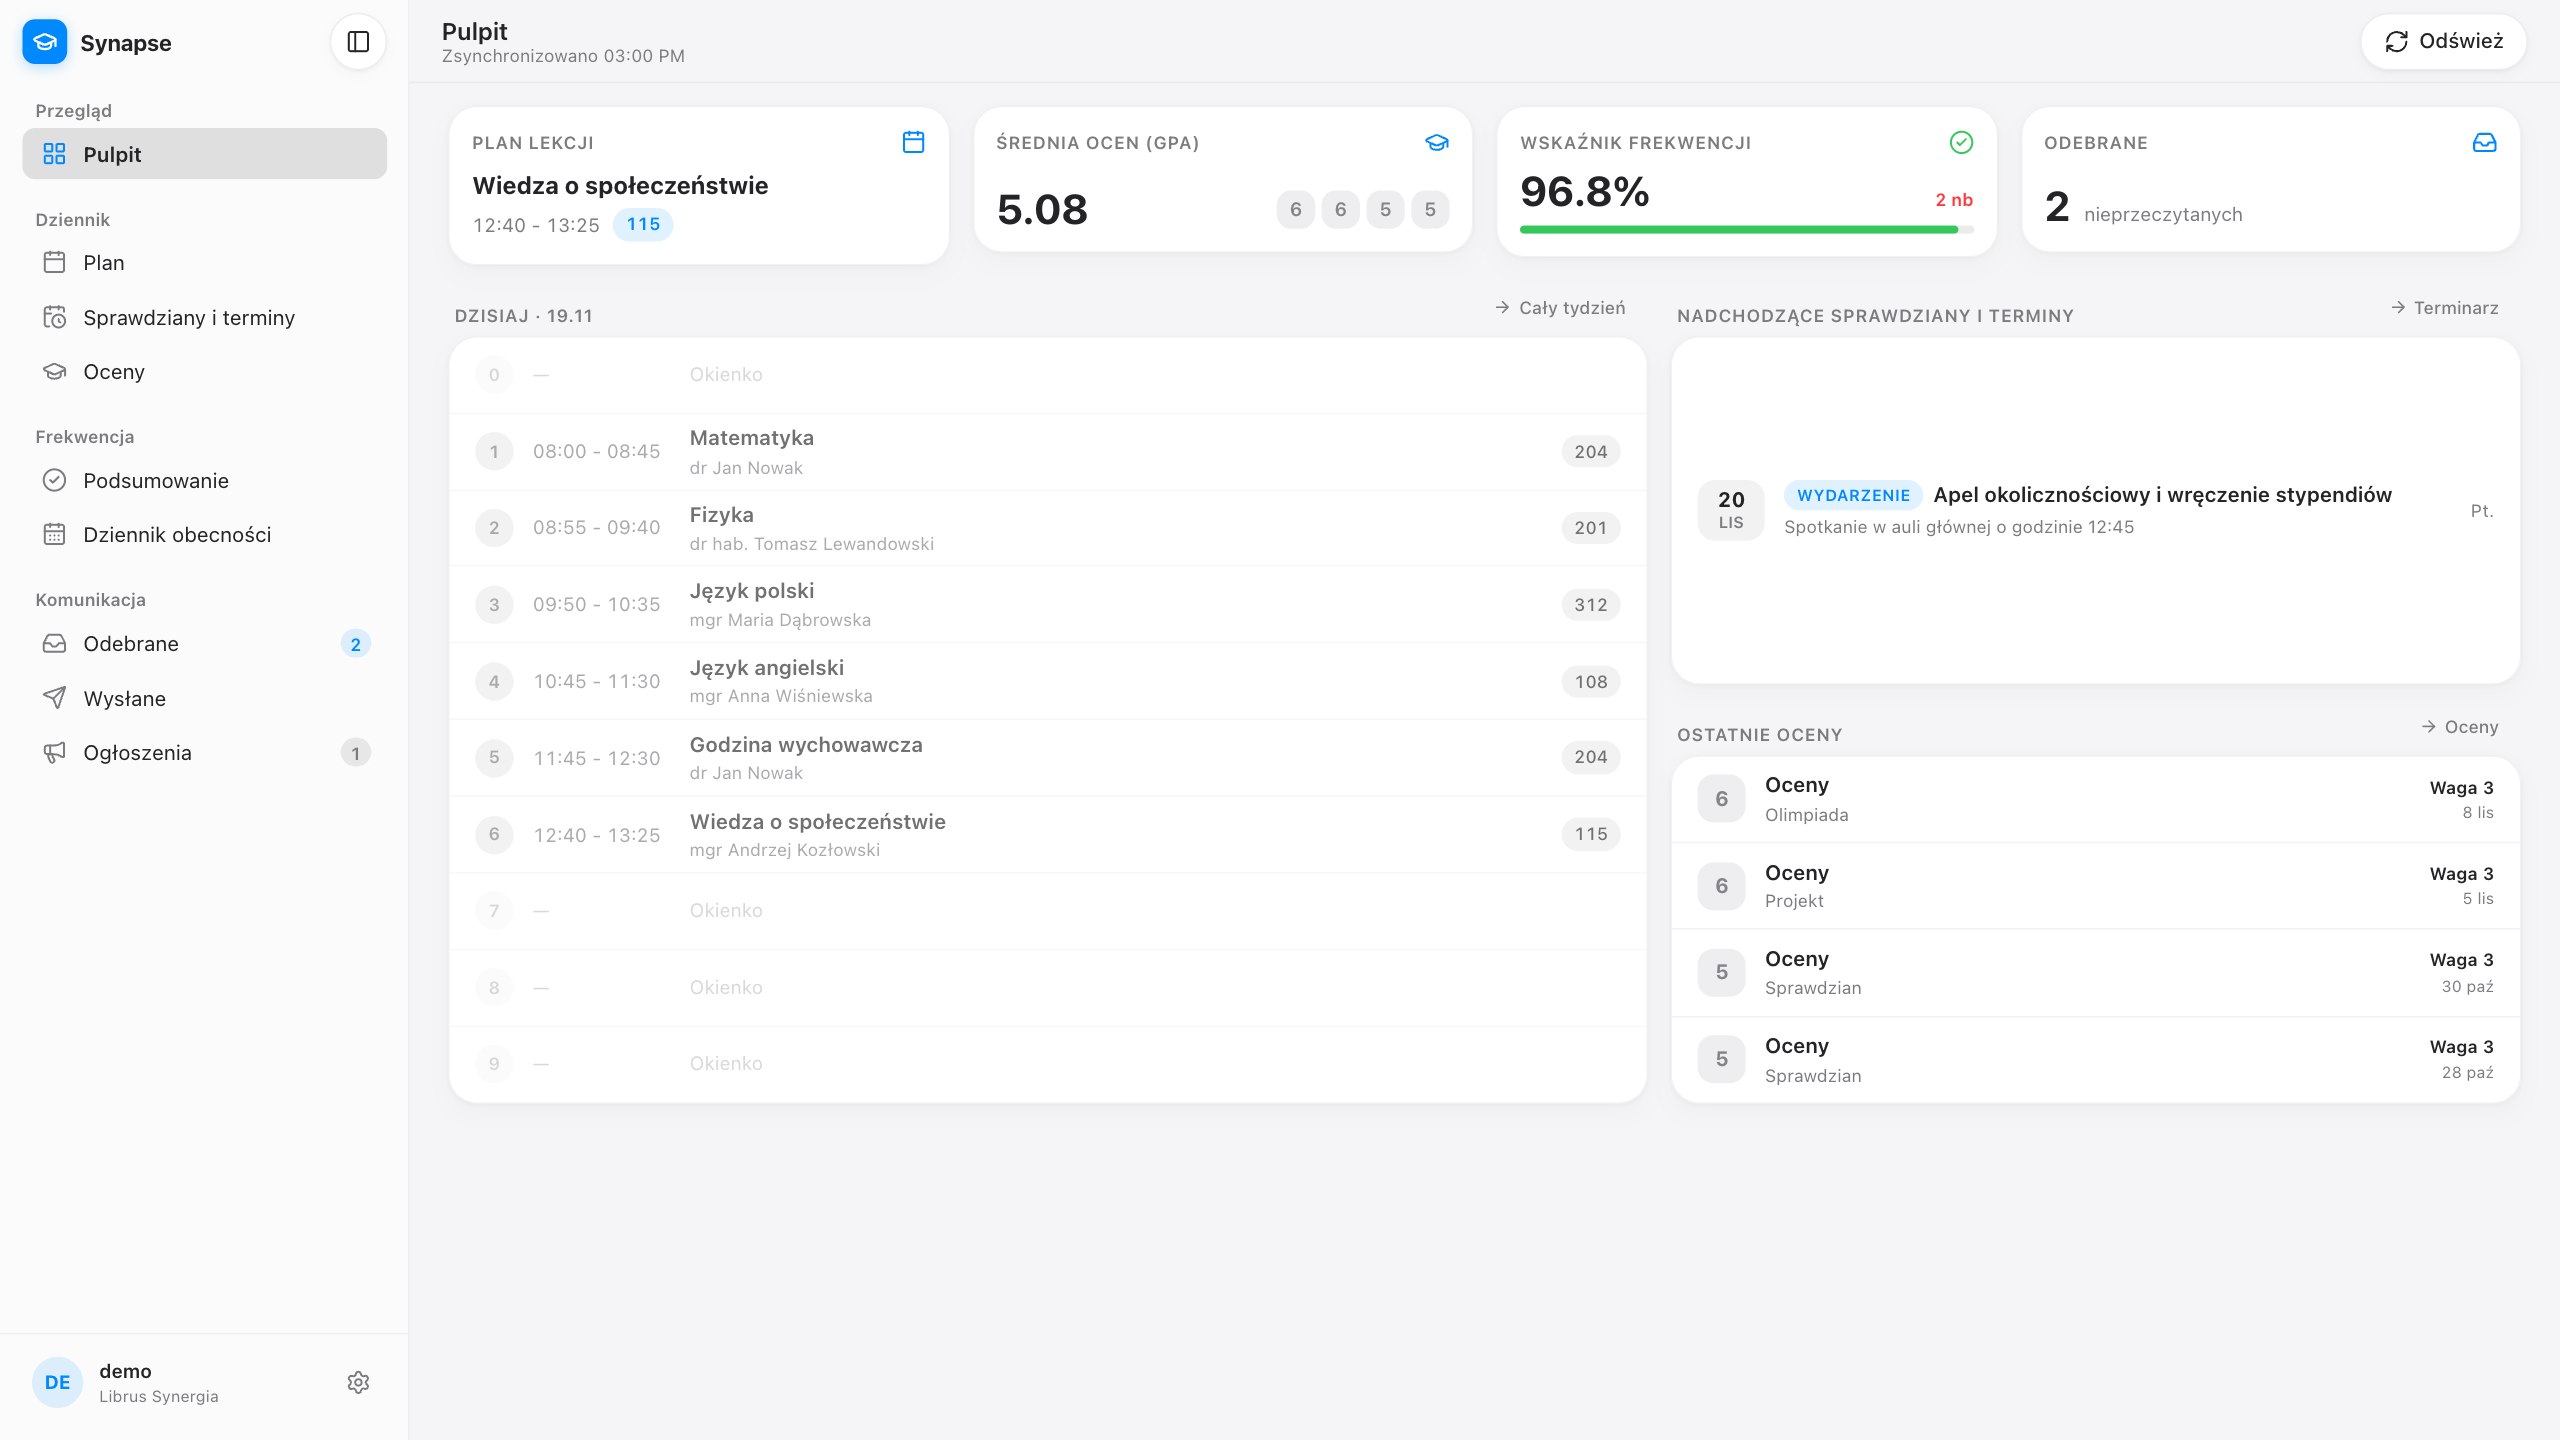 Synapse
Przegląd
Pulpit
Dziennik
Plan
Sprawdziany i terminy
Oceny
Frekwencja
Podsumowanie
Dziennik obecności
Komunikacja
Odebrane 2
Wysłane
Ogłoszenia 1
DE
demo
Librus Synergia
Pulpit
Zsynchronizowano 03:00 PM
Odśwież
PLAN LEKCJI
Wiedza o społeczeństwie
12:40 - 13:25 115
ŚREDNIA OCEN (GPA)
5.08 6 6 5 5
WSKAŹNIK FREKWENCJI
96.8% 2 nb
ODEBRANE
2 nieprzeczytanych
DZISIAJ · 19.11
Cały tydzień
0 — Okienko
1 08:00 - 08:45 Matematyka 204
dr Jan Nowak
2 08:55 - 09:40 Fizyka 201
dr hab. Tomasz Lewandowski
3 09:50 - 10:35 Język polski 312
mgr Maria Dąbrowska
4 10:45 - 11:30 Język angielski 108
mgr Anna Wiśniewska
5 11:45 - 12:30 Godzina wychowawcza 204
dr Jan Nowak
6 12:40 - 13:25 Wiedza o społeczeństwie 115
mgr Andrzej Kozłowski
7 — Okienko
8 — Okienko
9 — Okienko
NADCHODZĄCE SPRAWDZIANY I TERMINY
Terminarz
20 LIS
WYDARZENIE Apel okolicznościowy i wręczenie stypendiów
Spotkanie w auli głównej o godzinie 12:45
Pt.
OSTATNIE OCENY
Oceny
6 Oceny Waga 3
Olimpiada 8 lis
6 Oceny Waga 3
Projekt 5 lis
5 Oceny Waga 3
Sprawdzian 30 paź
5 Oceny Waga 3
Sprawdzian 28 paź